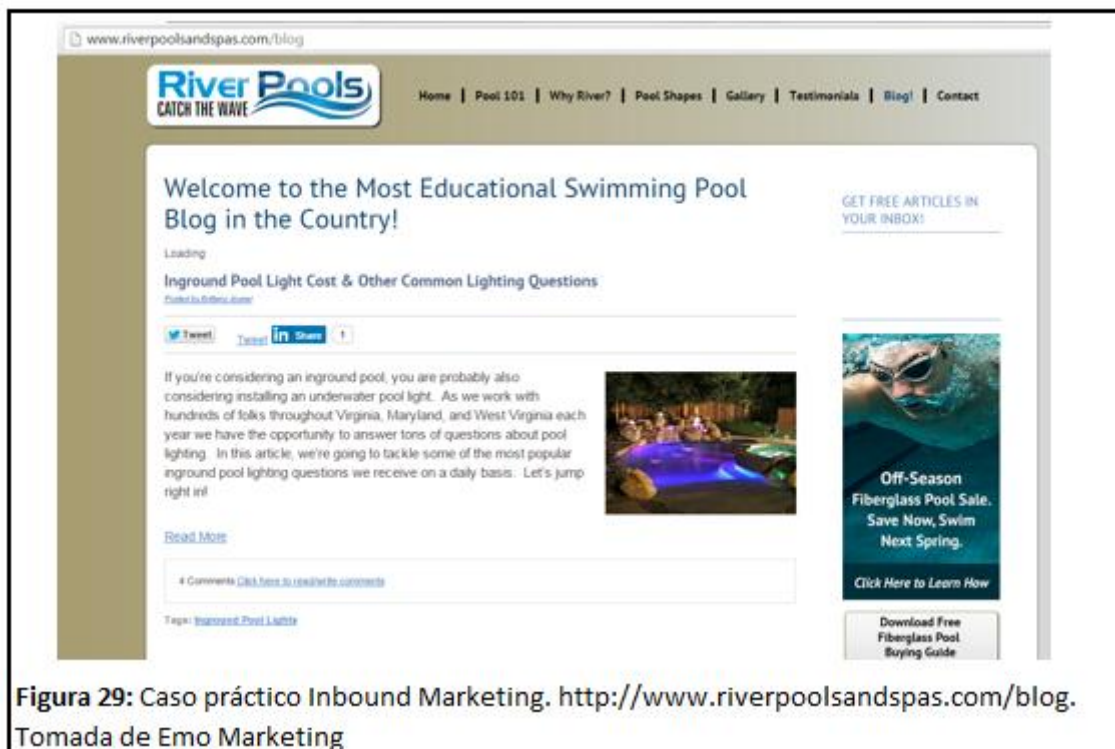 www.riverpoolsandspas.com/blog
River Pools
CATCH THE WAVE
Home | Pool 101 | Why River? | Pool Shapes | Gallery | Testimonials | Blog! | Contact
Welcome to the Most Educational Swimming Pool
Blog in the Country!
Loading
Inground Pool Light Cost & Other Common Lighting Questions
Posted by
Tweet Tweet in Share 1
If you're considering an inground pool, you are probably also
considering installing an underwater pool light. As we work with
hundreds of folks throughout Virginia, Maryland, and West Virginia each
year we have the opportunity to answer tons of questions about pool
lighting. In this article, we're going to tackle some of the most popular
inground pool lighting questions we receive on a daily basis. Let's jump
right in!
Read More
4 Comments Click here to read/write comments
Tags: Inground Pool Lights
GET FREE ARTICLES IN
YOUR INBOX!
Off-Season
Fiberglass Pool Sale.
Save Now, Swim
Next Spring.
Click Here to Learn How
Download Free
Fiberglass Pool
Buying Guide
Figura 29: Caso práctico Inbound Marketing. http://www.riverpoolsandspas.com/blog.
Tomada de Emo Marketing